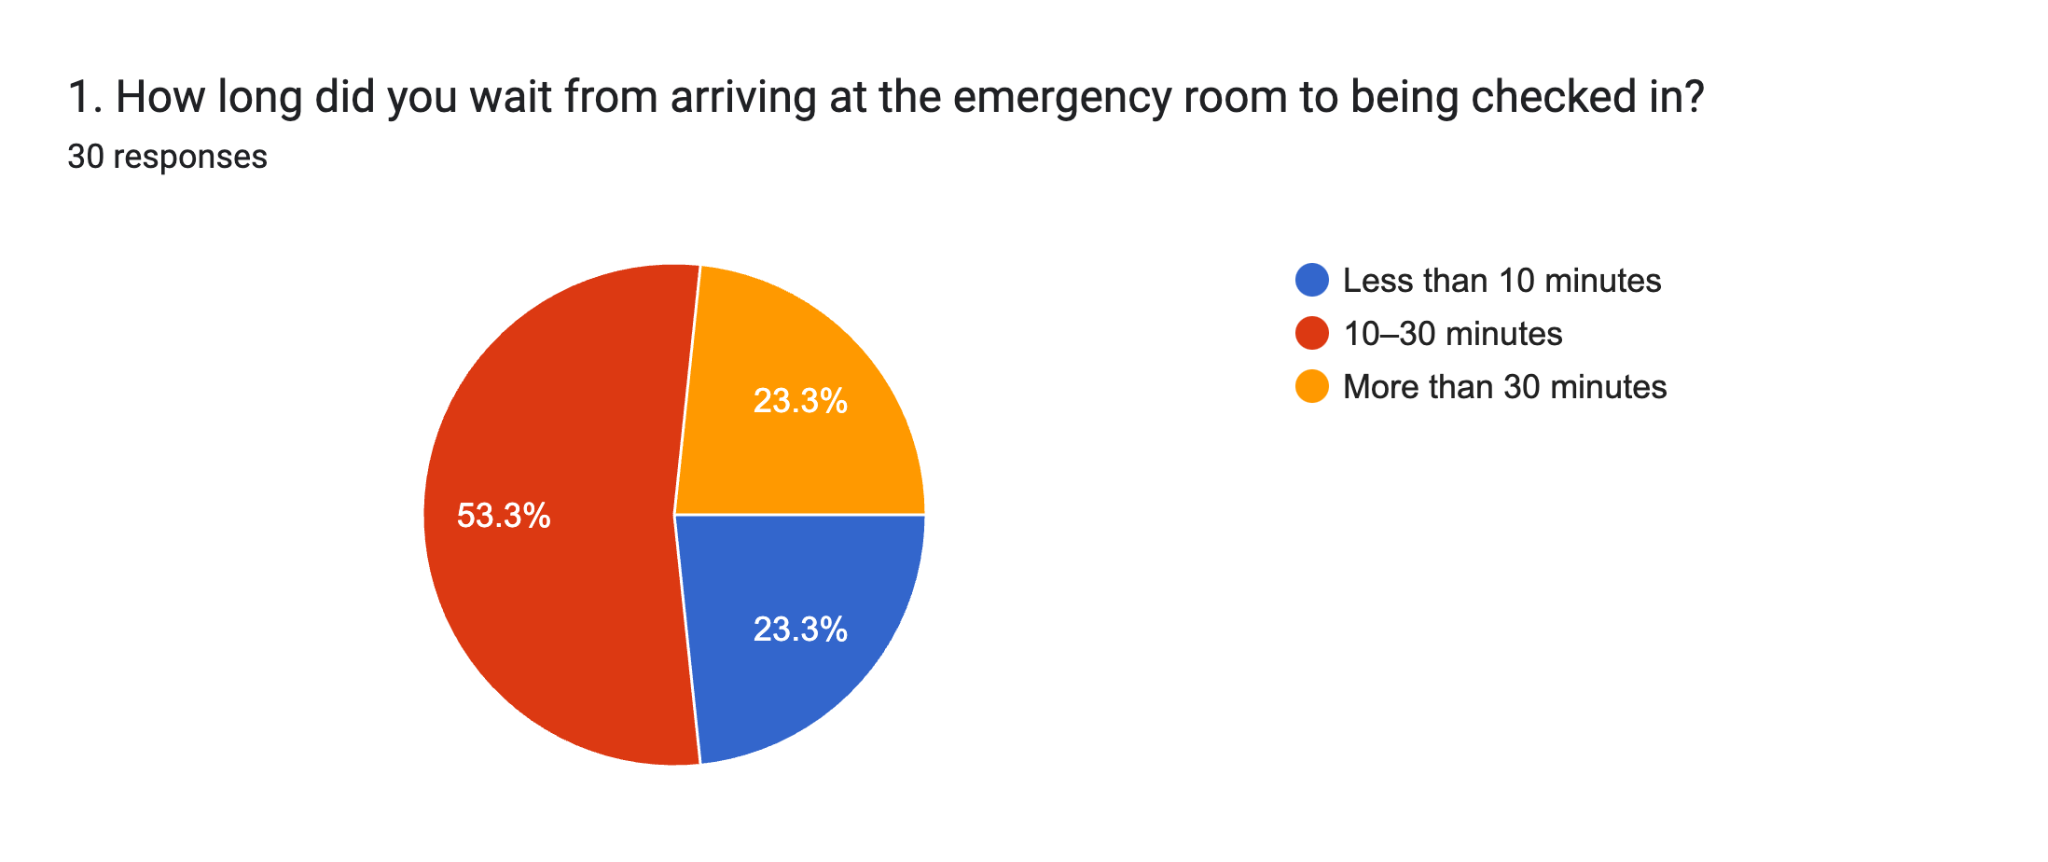 1. How long did you wait from arriving at the emergency room to being checked in?
30 responses
Less than 10 minutes
10–30 minutes
More than 30 minutes
23.3%
53.3%
23.3%